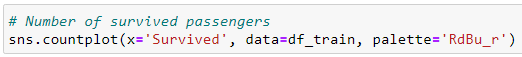 # Number of survived passengers
sns.countplot(x='Survived', data=df_train, palette='RdBu_r')